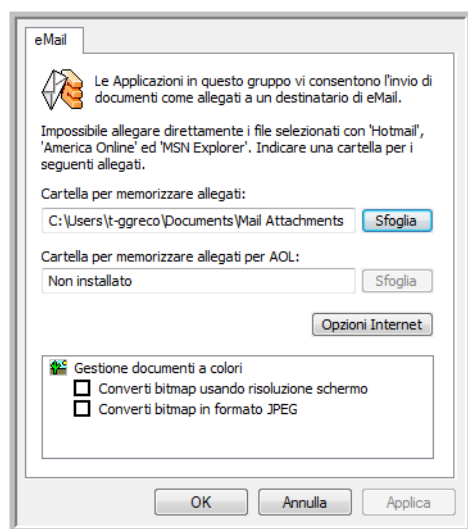 eMail
Le Applicazioni in questo gruppo vi consentono l'invio di
documenti come allegati a un destinatario di eMail.
Impossibile allegare direttamente i file selezionati con 'Hotmail',
'America Online' ed 'MSN Explorer'. Indicare una cartella per i
seguenti allegati.
Cartella per memorizzare allegati:
C:\Users\t-ggreco\Documents\Mail Attachments
Sfoglia
Cartella per memorizzare allegati per AOL:
Non installato
Sfoglia
Opzioni Internet
Gestione documenti a colori
Converti bitmap usando risoluzione schermo
Converti bitmap in formato JPEG
OK
Annulla
Applica